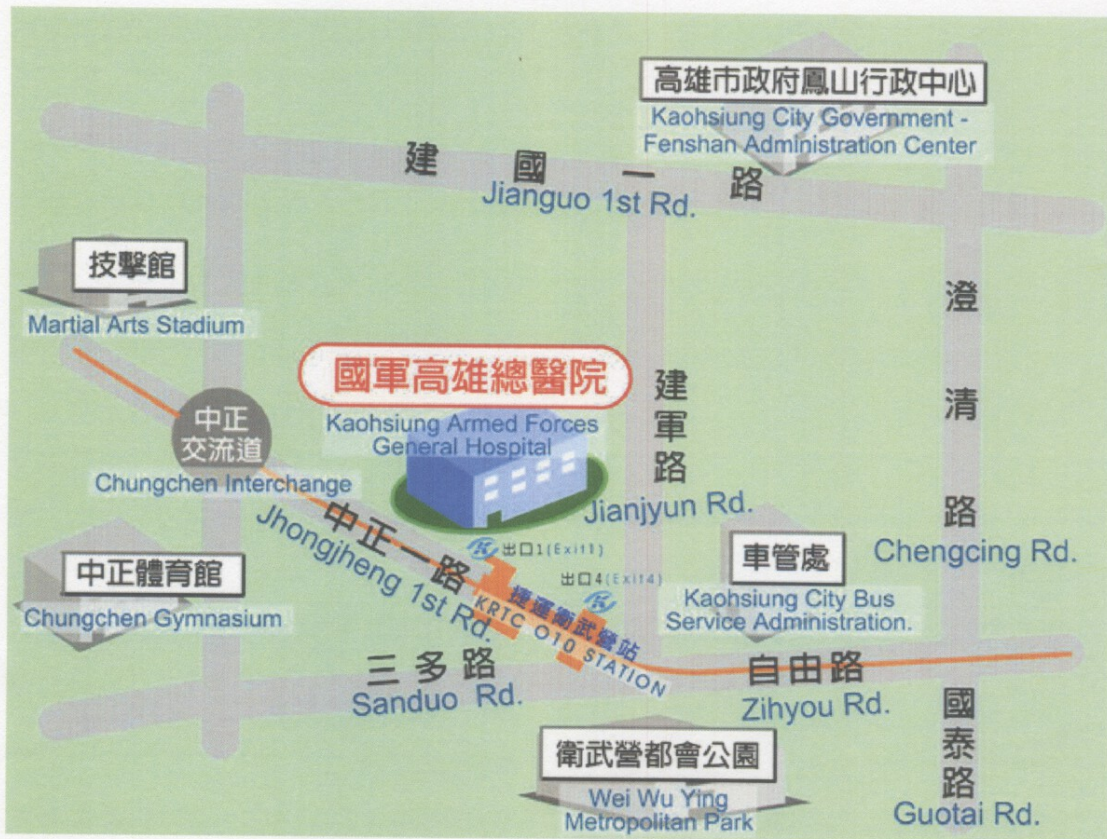 高雄市政府鳳山行政中心
Kaohsiung City Government -
Fenshan Administration Center
建國一路
Jianguo 1st Rd.
技擊館
Martial Arts Stadium
澄清路
Chengcing Rd.
國軍高雄總醫院
Kaohsiung Armed Forces
General Hospital
建軍路
Jianjyun Rd.
中正
交流道
Chungchen Interchange
中正一路
Jhongjheng 1st Rd.
出口1(Exit1)
出口4(Exit4)
捷運衛武營站
KRTC O10 STATION
車管處
Kaohsiung City Bus
Service Administration.
中正體育館
Chungchen Gymnasium
三多路
Sanduo Rd.
自由路
Zihyou Rd.
衛武營都會公園
Wei Wu Ying
Metropolitan Park
國泰路
Guotai Rd.